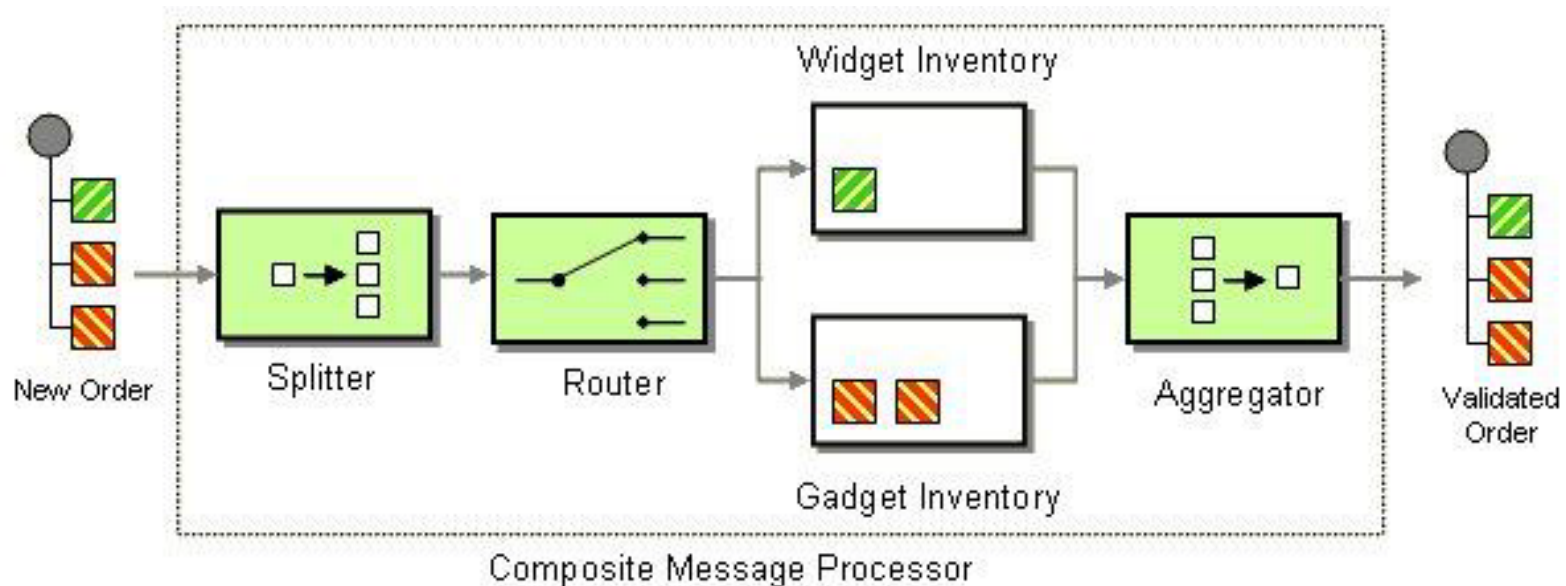 Widget Inventory
New Order
Splitter
Router
Gadget Inventory
Aggregator
Validated
Order
Composite Message Processor